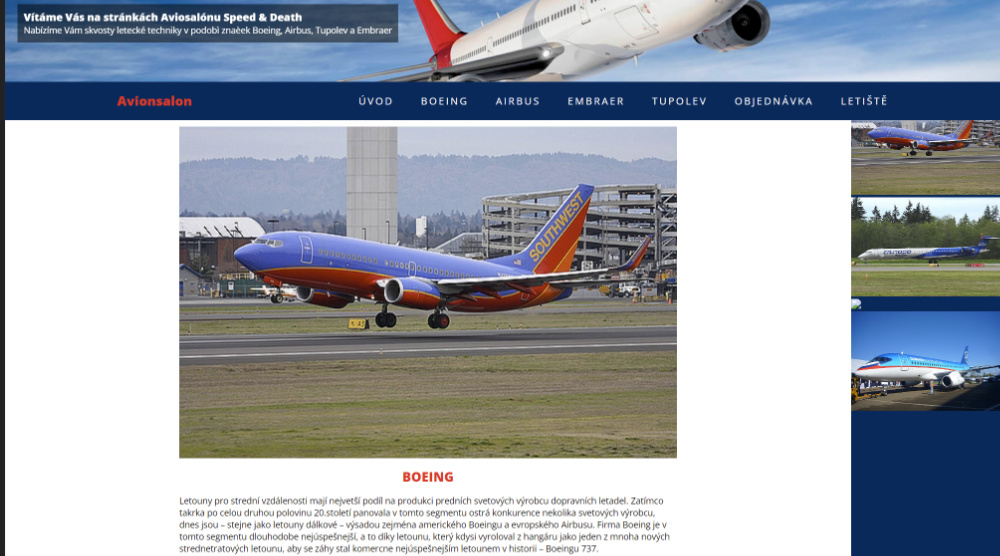 Vítáme Vás na stránkách Aviosalónu Speed & Death
Nabízíme Vám skvosty letecké techniky v podobì znaèek Boeing, Airbus, Tupolev a Embraer
Avionsalon
ÚVOD
BOEING
AIRBUS
EMBRAER
TUPOLEV
OBJEDNÁVKA
LETIŠTĚ
SOUTHWEST
BOEING
Letouny pro strední vzdálenosti mají nejvetší podíl na produkci predních svetových výrobcu dopravních letadel. Zatímco
takrka po celou druhou polovinu 20.století panovala v tomto segmentu ostrá konkurence nekolika svetových výrobcu,
dnes jsou – stejne jako letouny dálkové – výsadou zejména amerického Boeingu a evropského Airbusu. Firma Boeing je v
tomto segmentu dlouhodobe nejúspešnejší, a to díky letounu, který kdysi vyroloval z hangáru jako jeden z mnoha nových
strednetratových letounu, aby se záhy stal komercne nejúspešnejším letounem v historii – Boeingu 737.